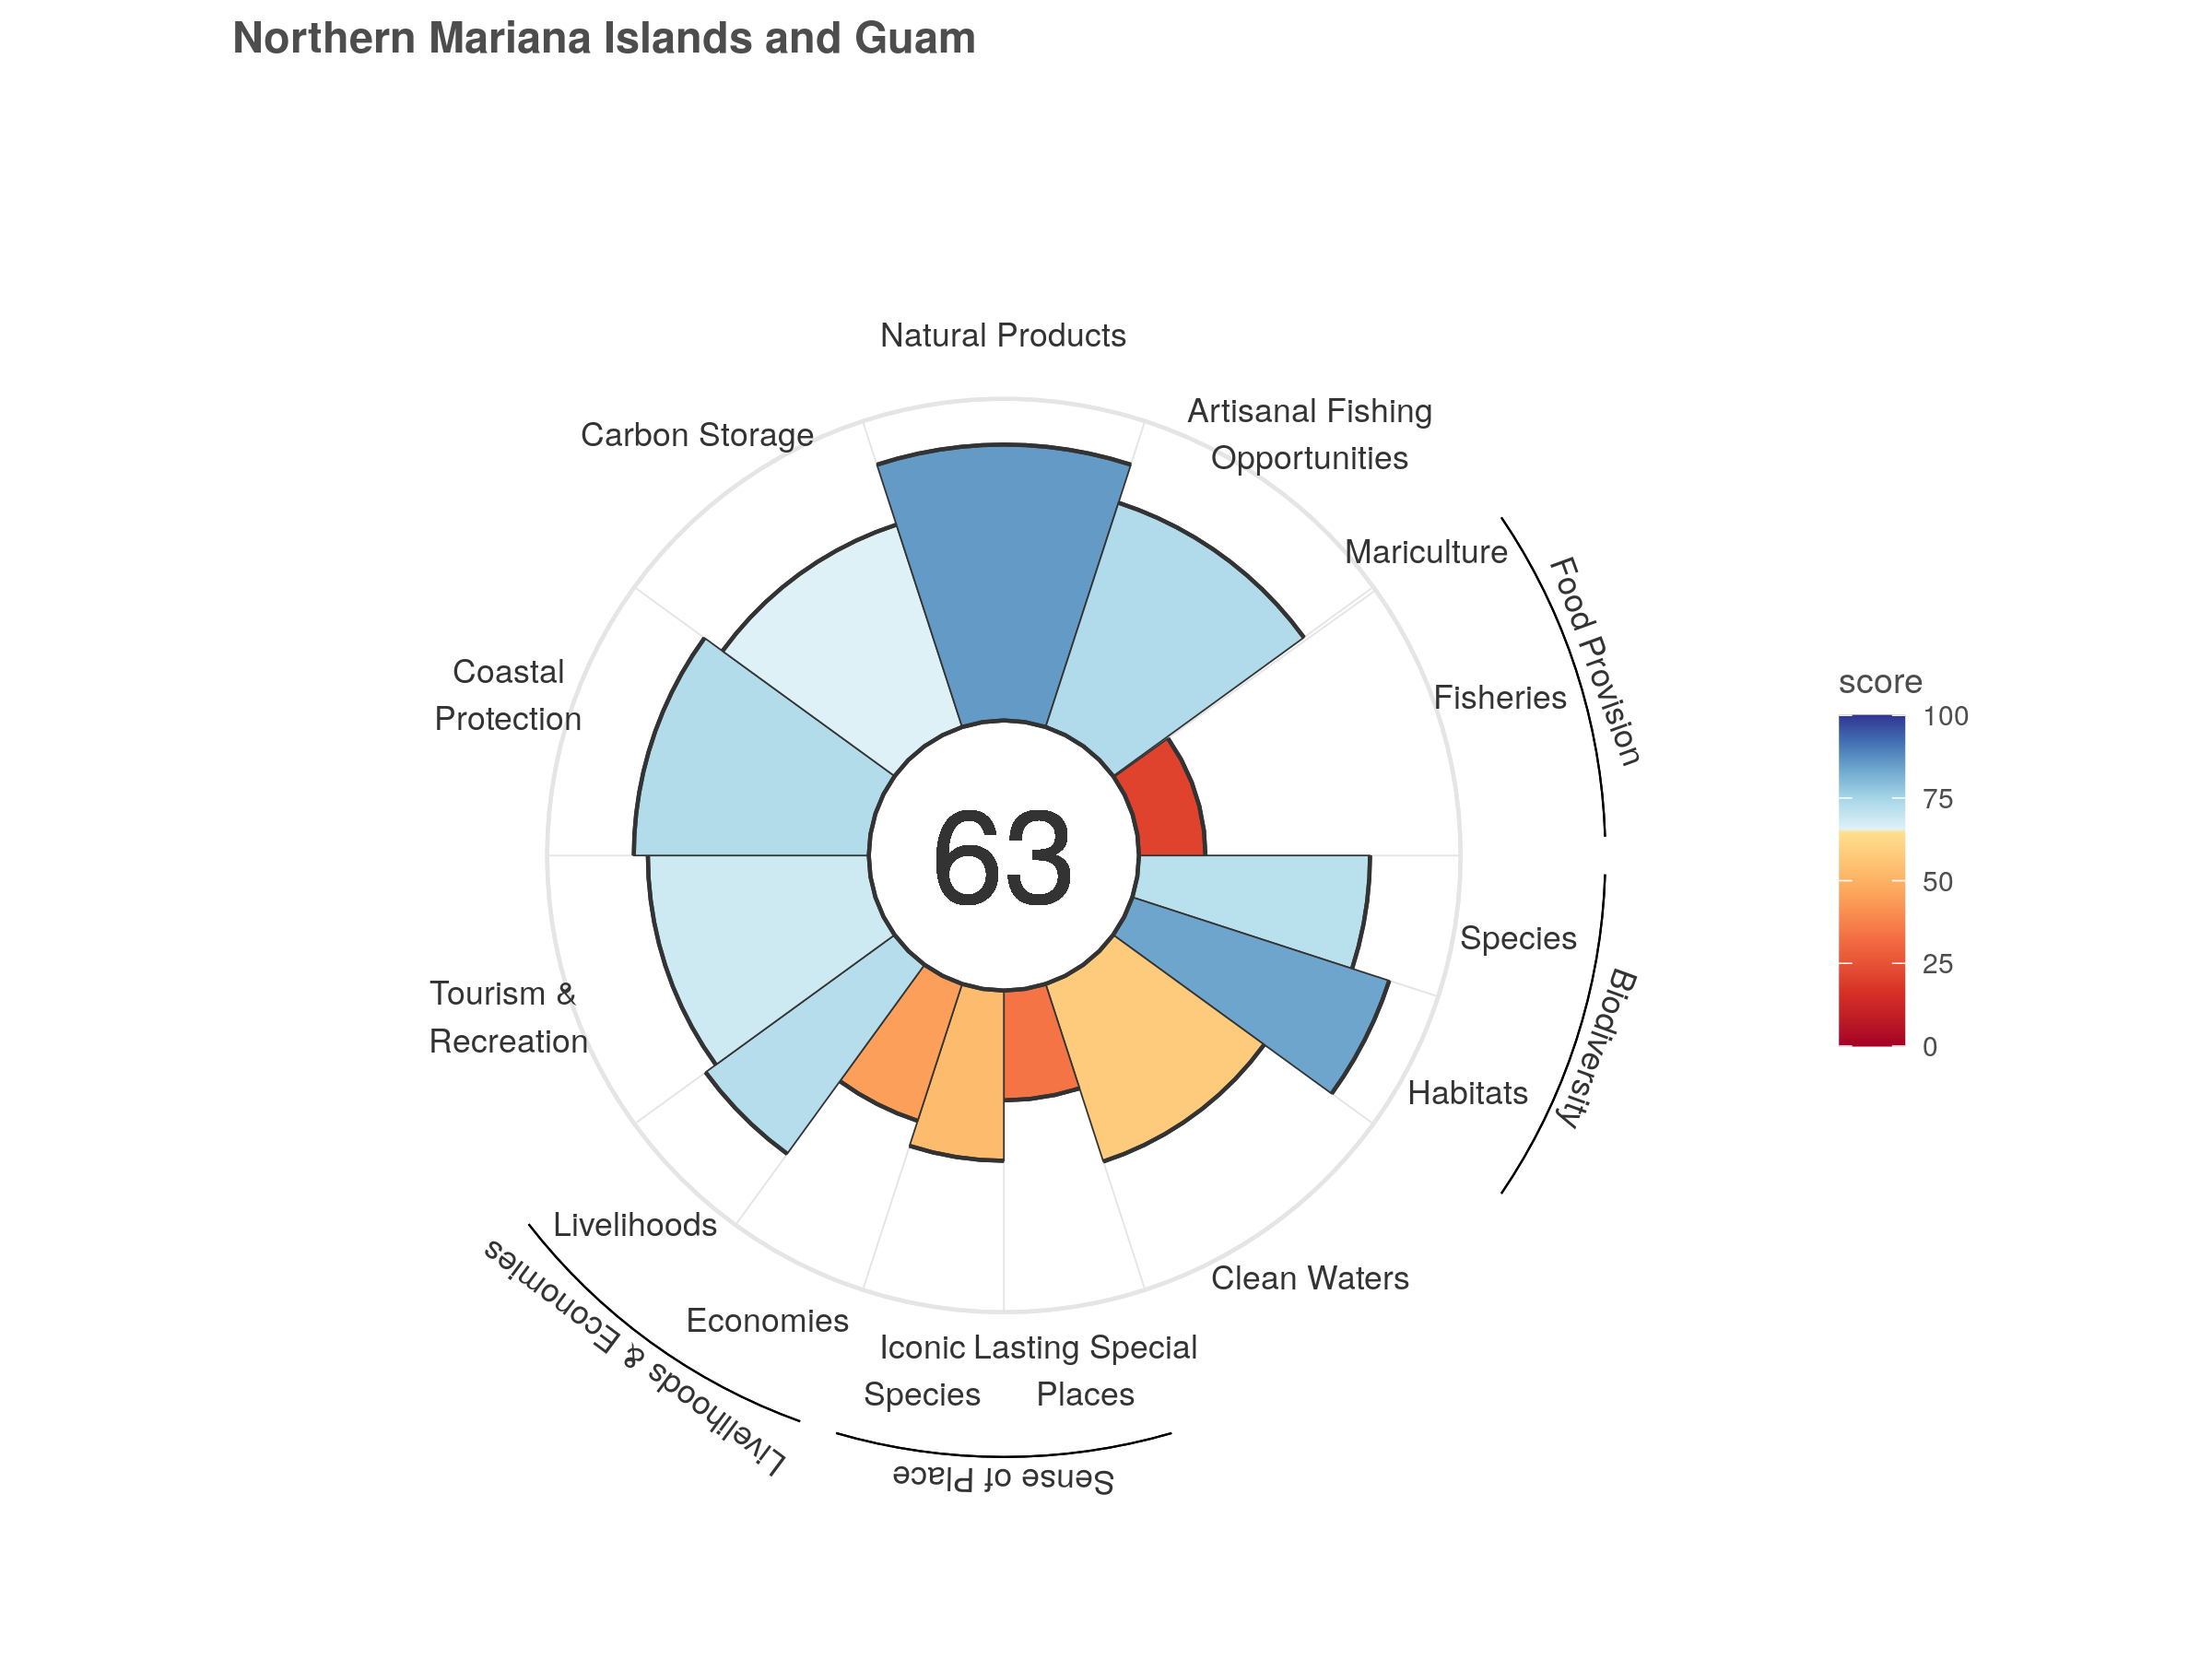 Northern Mariana Islands and Guam
Natural Products
Artisanal Fishing
Opportunities
Carbon Storage
Mariculture
Food Provision
Fisheries
Coastal
Protection
score
100
75
50
25
0
63
Species
Biodiversity
Habitats
Tourism &
Recreation
Livelihoods
Clean Waters
Economies
Livelihoods & Economies
Iconic
Species
Lasting Special
Places
Sense of Place